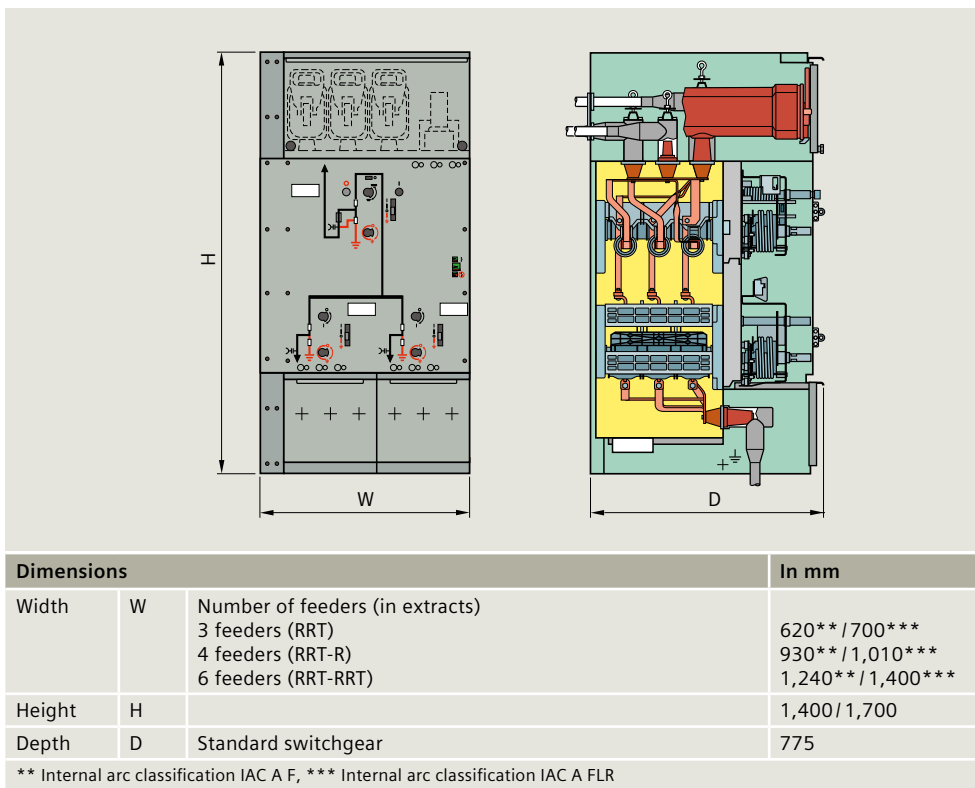 H
W
D
Dimensions In mm
Width W Number of feeders (in extracts)
3 feeders (RRT) 620**/700***
4 feeders (RRT-R) 930**/1,010***
6 feeders (RRT-RRT) 1,240**/1,400***
Height H 1,400/1,700
Depth D Standard switchgear 775
** Internal arc classification IAC A F, *** Internal arc classification IAC A FLR